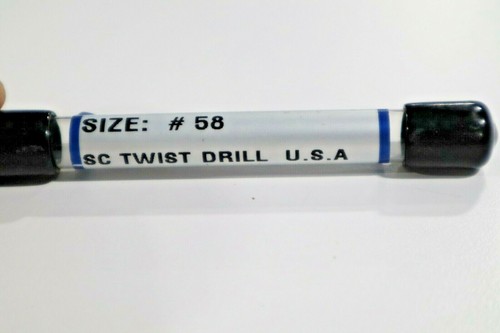 SIZE: # 58
SC TWIST DRILL U.S.A